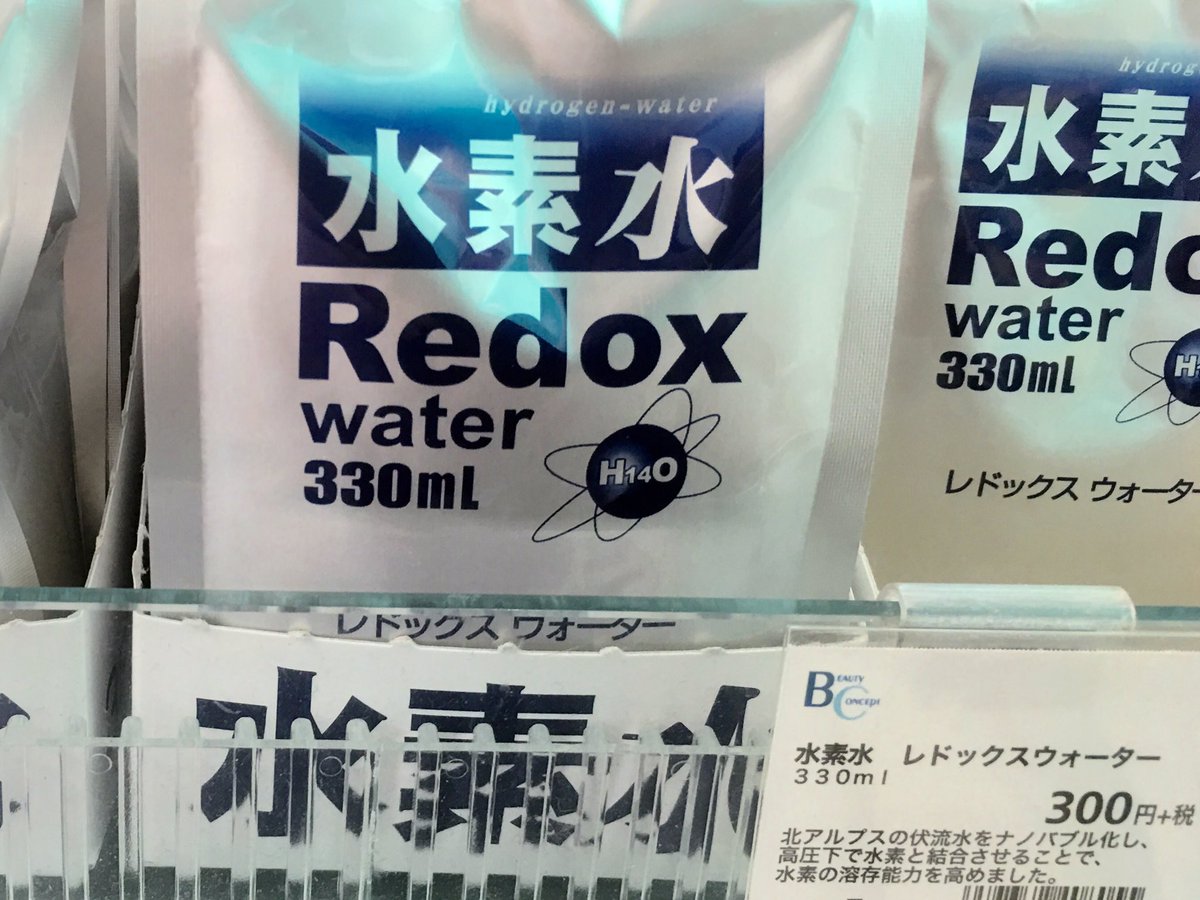 hydrogen-water
水素水
Redox
water
330mL
H14O
レドックス ウォーター
水素水
hydrog
水素
Redo
water
330mL
H
レドックス ウォーター
BEAUTY
CONCEPT
水素水 レドックスウォーター
330ml
300円+税
北アルプスの伏流水をナノバブル化し、
高圧下で水素と結合させることで、
水素の溶存能力を高めました。